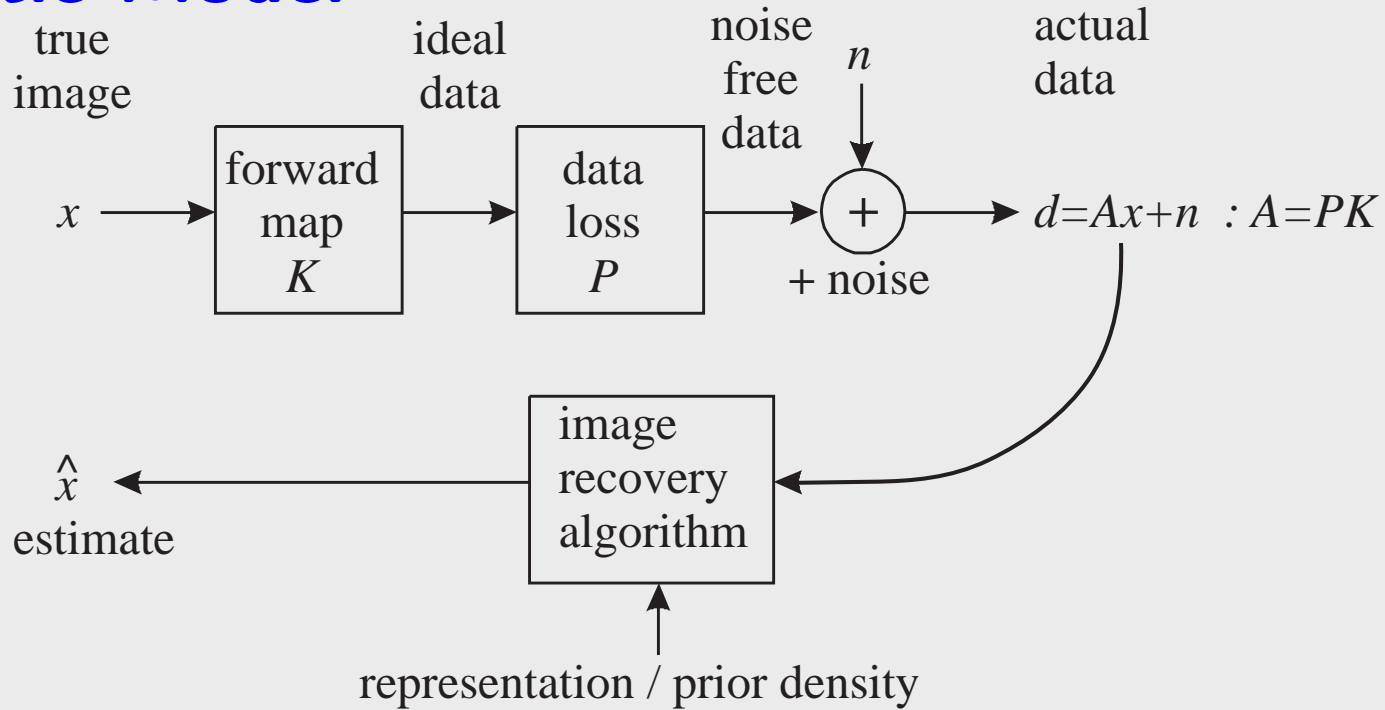 true
image
ideal
data
noise
free
data
n
actual
data
x
forward
map
K
data
loss
P
+
+ noise
d=Ax+n : A=PK
x̂
estimate
image
recovery
algorithm
representation / prior density